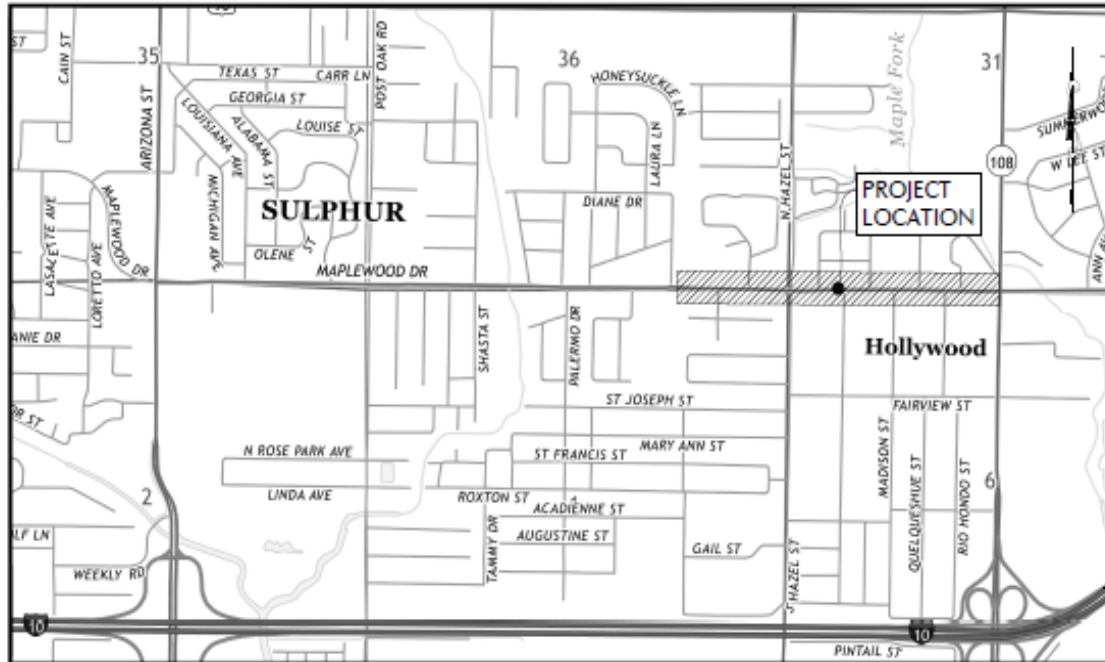 ST
CAIN ST
35
ARIZONA ST
TEXAS ST
CARR LN
POST OAK RD
GEORGIA ST
LOUISIANA AVE
ALABAMA ST
LOUISE ST
MICHIGAN AVE
OLENE ST
SULPHUR
MAPLEWOOD DR
LASALETTE AVE
LORETTO AVE
MAPLEWOOD DR
36
HONEYSUCKLE LN
LAURA LN
DIANE DR
N HAZEL ST
Maple Fork
31
108
W LEE ST
ANN AV
PROJECT
LOCATION
ANIE DR
SHASTA ST
PALERMO DR
Hollywood
ST JOSEPH ST
FAIRVIEW ST
OR ST
N ROSE PARK AVE
MARY ANN ST
ST FRANCIS ST
MADISON ST
QUELQUESHUE ST
RIO HONDO ST
6
2
LINDA AVE
ROXTON ST
ACADIENNE ST
AUGUSTINE ST
TAMMY DR
GAIL ST
S HAZEL ST
ALF LN
WEEKLY RD
10
10
PINTAIL ST